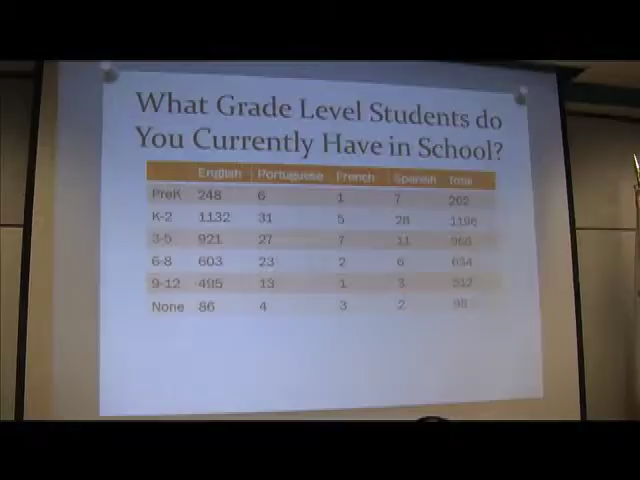 What Grade Level Students do
You Currently Have in School?
English Portuguese French Spanish Total
PreK 248 6 1 7 262
K-2 1132 31 5 28 1196
3-5 921 27 7 11 966
6-8 603 23 2 6 634
9-12 495 13 1 3 512
None 86 4 3 2 95